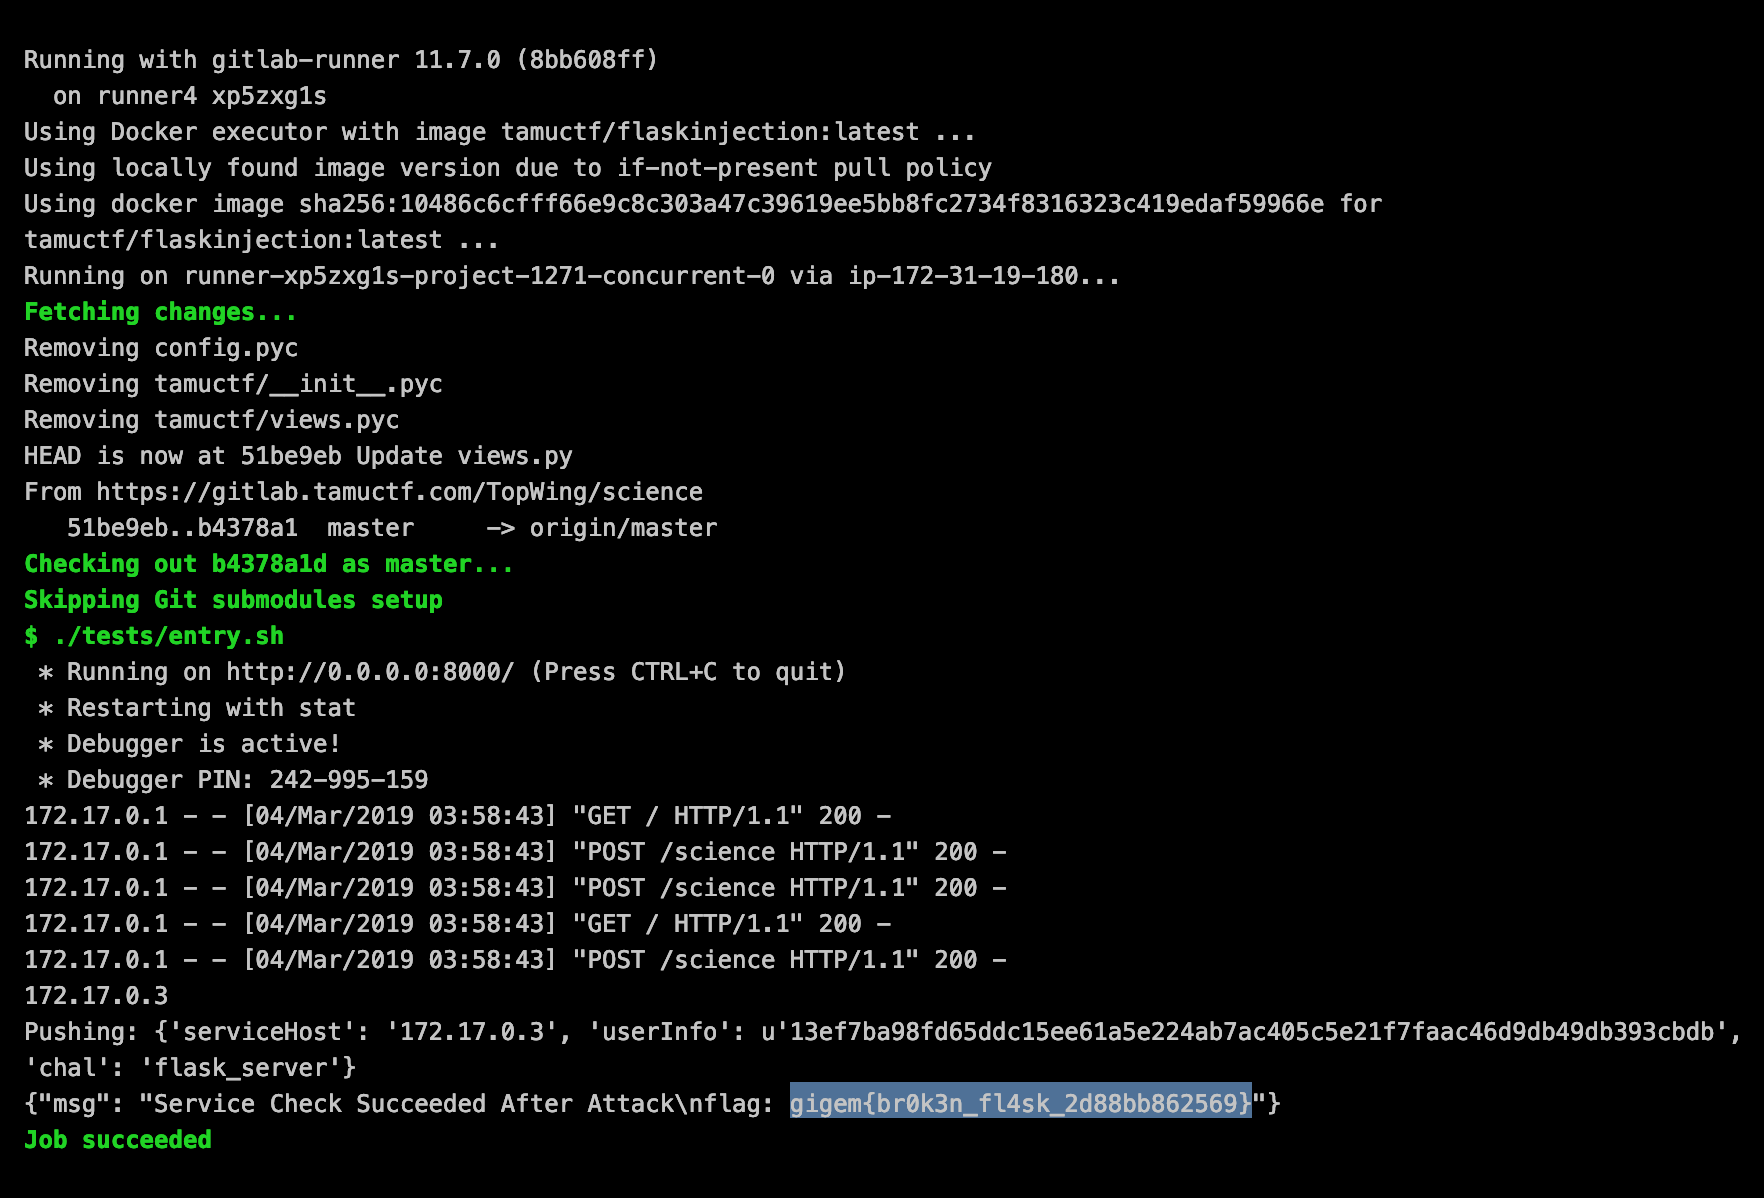 Running with gitlab-runner 11.7.0 (8bb608ff)
  on runner4 xp5zxg1s
Using Docker executor with image tamuctf/flaskinjection:latest ...
Using locally found image version due to if-not-present pull policy
Using docker image sha256:10486c6cfff66e9c8c303a47c39619ee5bb8fc2734f8316323c419edaf59966e for
tamuctf/flaskinjection:latest ...
Running on runner-xp5zxg1s-project-1271-concurrent-0 via ip-172-31-19-180...
Fetching changes...
Removing config.pyc
Removing tamuctf/__init__.pyc
Removing tamuctf/views.pyc
HEAD is now at 51be9eb Update views.py
From https://gitlab.tamuctf.com/TopWing/science
   51be9eb..b4378a1  master     -> origin/master
Checking out b4378a1d as master...
Skipping Git submodules setup
$ ./tests/entry.sh
 * Running on http://0.0.0.0:8000/ (Press CTRL+C to quit)
 * Restarting with stat
 * Debugger is active!
 * Debugger PIN: 242-995-159
172.17.0.1 - - [04/Mar/2019 03:58:43] "GET / HTTP/1.1" 200 -
172.17.0.1 - - [04/Mar/2019 03:58:43] "POST /science HTTP/1.1" 200 -
172.17.0.1 - - [04/Mar/2019 03:58:43] "POST /science HTTP/1.1" 200 -
172.17.0.1 - - [04/Mar/2019 03:58:43] "GET / HTTP/1.1" 200 -
172.17.0.1 - - [04/Mar/2019 03:58:43] "POST /science HTTP/1.1" 200 -
172.17.0.3
Pushing: {'serviceHost': '172.17.0.3', 'userInfo': u'13ef7ba98fd65ddc15ee61a5e224ab7ac405c5e21f7faac46d9db49db393cbdb',
'chal': 'flask_server'}
{"msg": "Service Check Succeeded After Attack\nflag: gigem{br0k3n_fl4sk_2d88bb862569}"}
Job succeeded